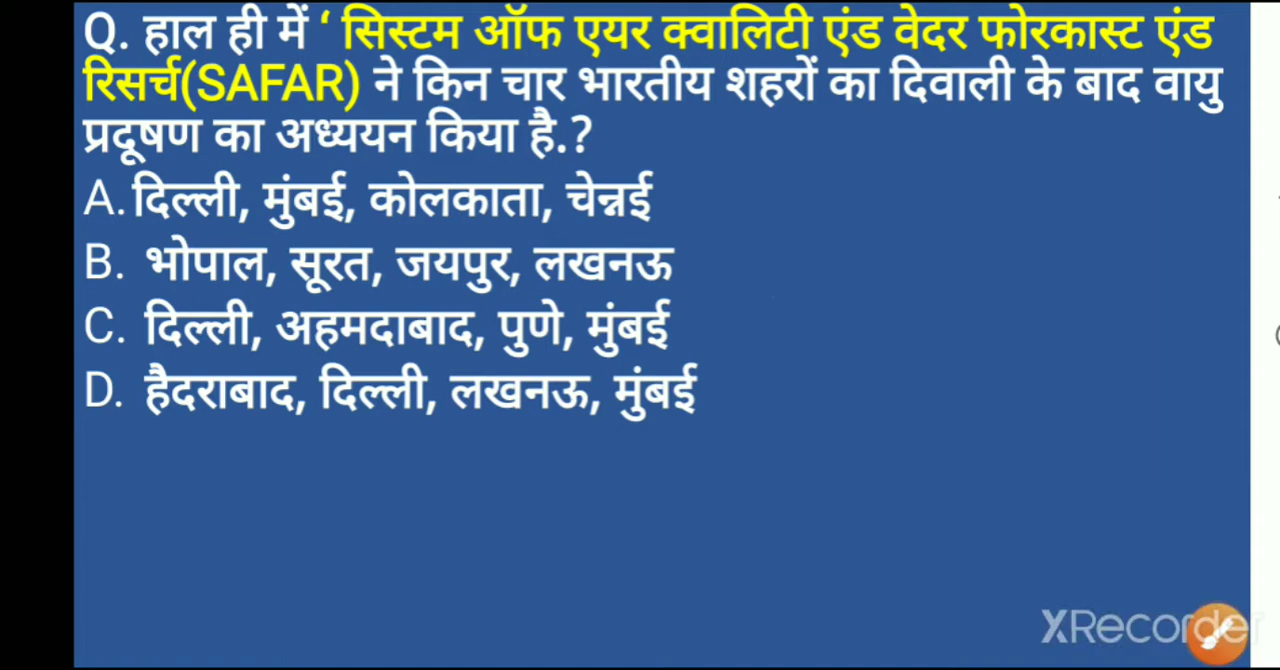 Q. हाल ही में ‘ सिस्टम ऑफ एयर क्वालिटी एंड वेदर फोरकास्ट एंड
रिसर्च(SAFAR) ने किन चार भारतीय शहरों का दिवाली के बाद वायु
प्रदूषण का अध्ययन किया है.?
A. दिल्ली, मुंबई, कोलकाता, चेन्नई
B. भोपाल, सूरत, जयपुर, लखनऊ
C. दिल्ली, अहमदाबाद, पुणे, मुंबई
D. हैदराबाद, दिल्ली, लखनऊ, मुंबई
XRecorder